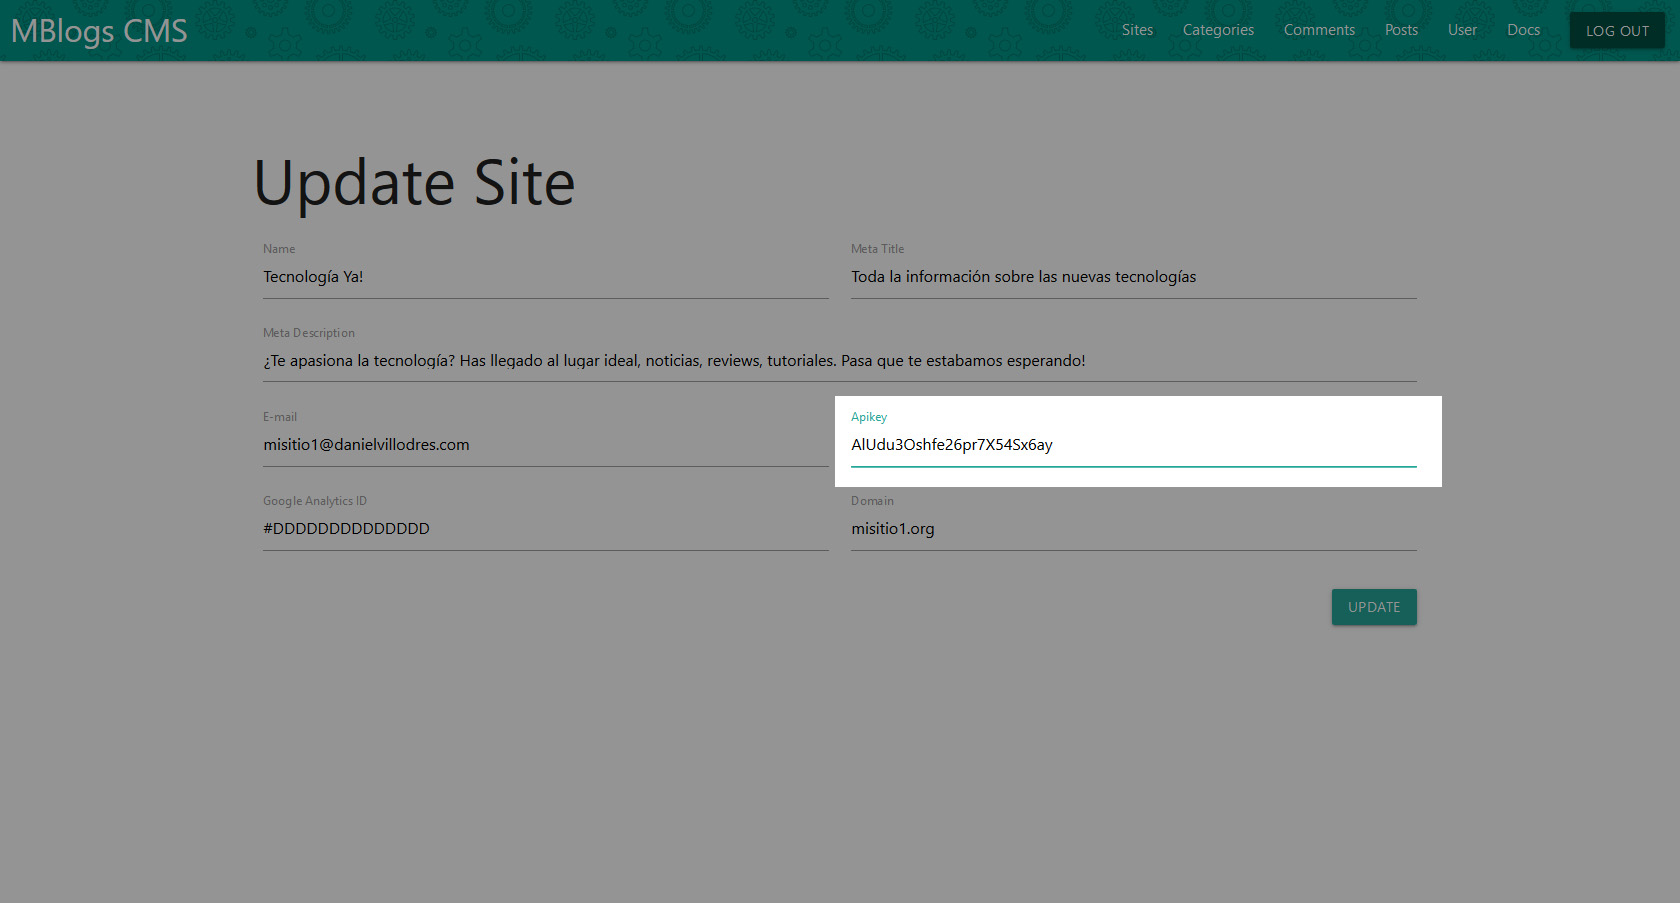 MBlogs CMS
Sites Categories Comments Posts User Docs LOG OUT
Update Site
Name
Tecnología Ya!
Meta Title
Toda la información sobre las nuevas tecnologías
Meta Description
¿Te apasiona la tecnología? Has llegado al lugar ideal, noticias, reviews, tutoriales. Pasa que te estabamos esperando!
E-mail
misitio1@danielvillodres.com
Apikey
AlUdu3Oshfe26pr7X54Sx6ay
Google Analytics ID
#DDDDDDDDDDDDDD
Domain
misitio1.org
UPDATE